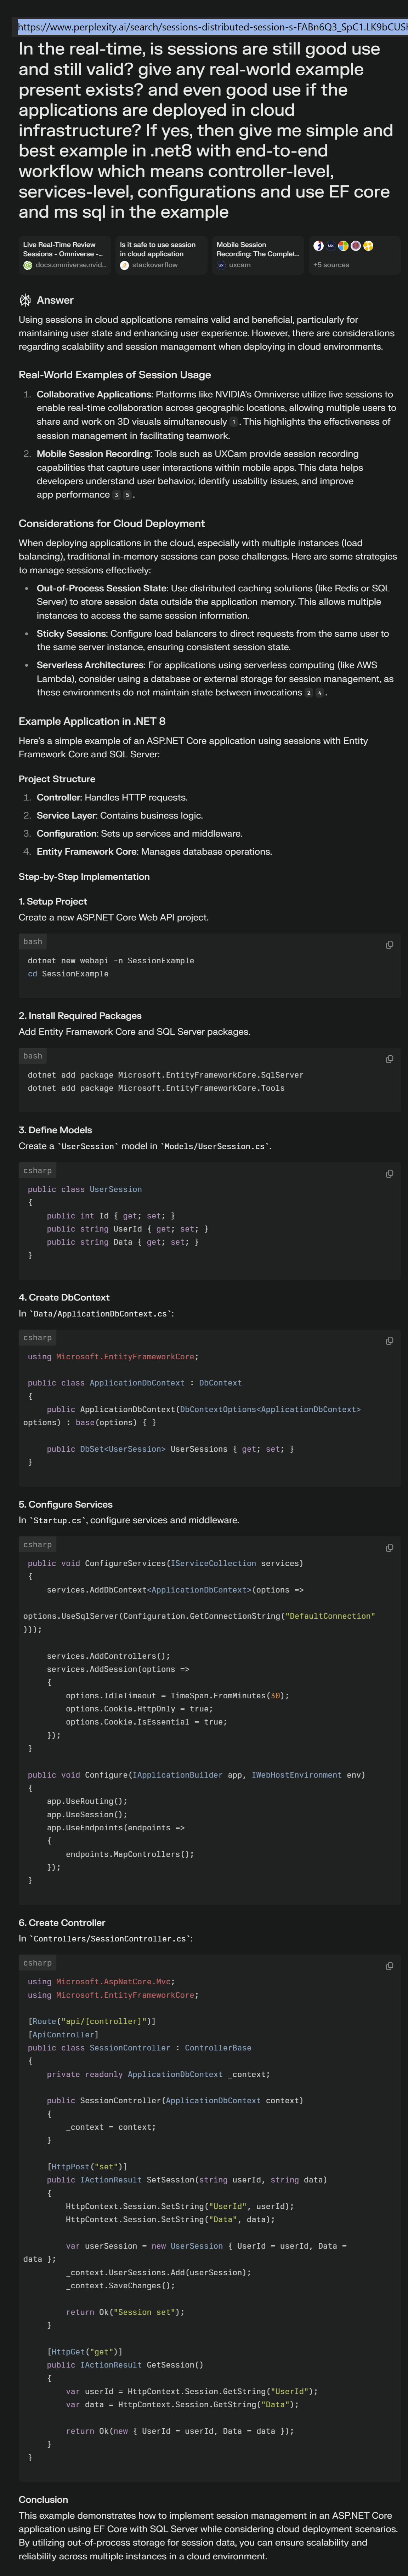 https://www.perplexity.ai/search/sessions-distributed-session-s-FABn6Q3_SpC1.LK9bCUS
In the real-time, is sessions are still good use
and still valid? give any real-world example
present exists? and even good use if the
applications are deployed in cloud
infrastructure? If yes, then give me simple and
best example in .net8 with end-to-end
workflow which means controller-level,
services-level, configurations and use EF core
and ms sql in the example
Live Real-Time Review
Sessions - Omniverse -...
docs.omniverse.nvid...
Is it safe to use session
in cloud application
stackoverflow
Mobile Session
Recording: The Complet...
uxcam
+5 sources
Answer
Using sessions in cloud applications remains valid and beneficial, particularly for
maintaining user state and enhancing user experience. However, there are considerations
regarding scalability and session management when deploying in cloud environments.
Real-World Examples of Session Usage
1. Collaborative Applications: Platforms like NVIDIA's Omniverse utilize live sessions to
enable real-time collaboration across geographic locations, allowing multiple users to
share and work on 3D visuals simultaneously 1 . This highlights the effectiveness of
session management in facilitating teamwork.
2. Mobile Session Recording: Tools such as UXCam provide session recording
capabilities that capture user interactions within mobile apps. This data helps
developers understand user behavior, identify usability issues, and improve
app performance 3 5 .
Considerations for Cloud Deployment
When deploying applications in the cloud, especially with multiple instances (load
balancing), traditional in-memory sessions can pose challenges. Here are some strategies
to manage sessions effectively:
• Out-of-Process Session State: Use distributed caching solutions (like Redis or SQL
Server) to store session data outside the application memory. This allows multiple
instances to access the same session information.
• Sticky Sessions: Configure load balancers to direct requests from the same user to
the same server instance, ensuring consistent session state.
• Serverless Architectures: For applications using serverless computing (like AWS
Lambda), consider using a database or external storage for session management, as
these environments do not maintain state between invocations 2 4 .
Example Application in .NET 8
Here's a simple example of an ASP.NET Core application using sessions with Entity
Framework Core and SQL Server:
Project Structure
1. Controller: Handles HTTP requests.
2. Service Layer: Contains business logic.
3. Configuration: Sets up services and middleware.
4. Entity Framework Core: Manages database operations.
Step-by-Step Implementation
1. Setup Project
Create a new ASP.NET Core Web API project.
bash
dotnet new webapi -n SessionExample
cd SessionExample
2. Install Required Packages
Add Entity Framework Core and SQL Server packages.
bash
dotnet add package Microsoft.EntityFrameworkCore.SqlServer
dotnet add package Microsoft.EntityFrameworkCore.Tools
3. Define Models
Create a `UserSession` model in `Models/UserSession.cs`.
csharp
public class UserSession
{
public int Id { get; set; }
public string UserId { get; set; }
public string Data { get; set; }
}
4. Create DbContext
In `Data/ApplicationDbContext.cs`:
csharp
using Microsoft.EntityFrameworkCore;
public class ApplicationDbContext : DbContext
{
public ApplicationDbContext(DbContextOptions<ApplicationDbContext>
options) : base(options) { }
public DbSet<UserSession> UserSessions { get; set; }
}
5. Configure Services
In `Startup.cs`, configure services and middleware.
csharp
public void ConfigureServices(IServiceCollection services)
{
services.AddDbContext<ApplicationDbContext>(options =>
options.UseSqlServer(Configuration.GetConnectionString("DefaultConnection"
)));
services.AddControllers();
services.AddSession(options =>
{
options.IdleTimeout = TimeSpan.FromMinutes(30);
options.Cookie.HttpOnly = true;
options.Cookie.IsEssential = true;
});
}
public void Configure(IApplicationBuilder app, IWebHostEnvironment env)
{
app.UseRouting();
app.UseSession();
app.UseEndpoints(endpoints =>
{
endpoints.MapControllers();
});
}
6. Create Controller
In `Controllers/SessionController.cs`:
csharp
using Microsoft.AspNetCore.Mvc;
using Microsoft.EntityFrameworkCore;
[Route("api/[controller]")]
[ApiController]
public class SessionController : ControllerBase
{
private readonly ApplicationDbContext _context;
public SessionController(ApplicationDbContext context)
{
_context = context;
}
[HttpPost("set")]
public IActionResult SetSession(string userId, string data)
{
HttpContext.Session.SetString("UserId", userId);
HttpContext.Session.SetString("Data", data);
var userSession = new UserSession { UserId = userId, Data =
data };
_context.UserSessions.Add(userSession);
_context.SaveChanges();
return Ok("Session set");
}
[HttpGet("get")]
public IActionResult GetSession()
{
var userId = HttpContext.Session.GetString("UserId");
var data = HttpContext.Session.GetString("Data");
return Ok(new { UserId = userId, Data = data });
}
}
Conclusion
This example demonstrates how to implement session management in an ASP.NET Core
application using EF Core with SQL Server while considering cloud deployment scenarios.
By utilizing out-of-process storage for session data, you can ensure scalability and
reliability across multiple instances in a cloud environment.